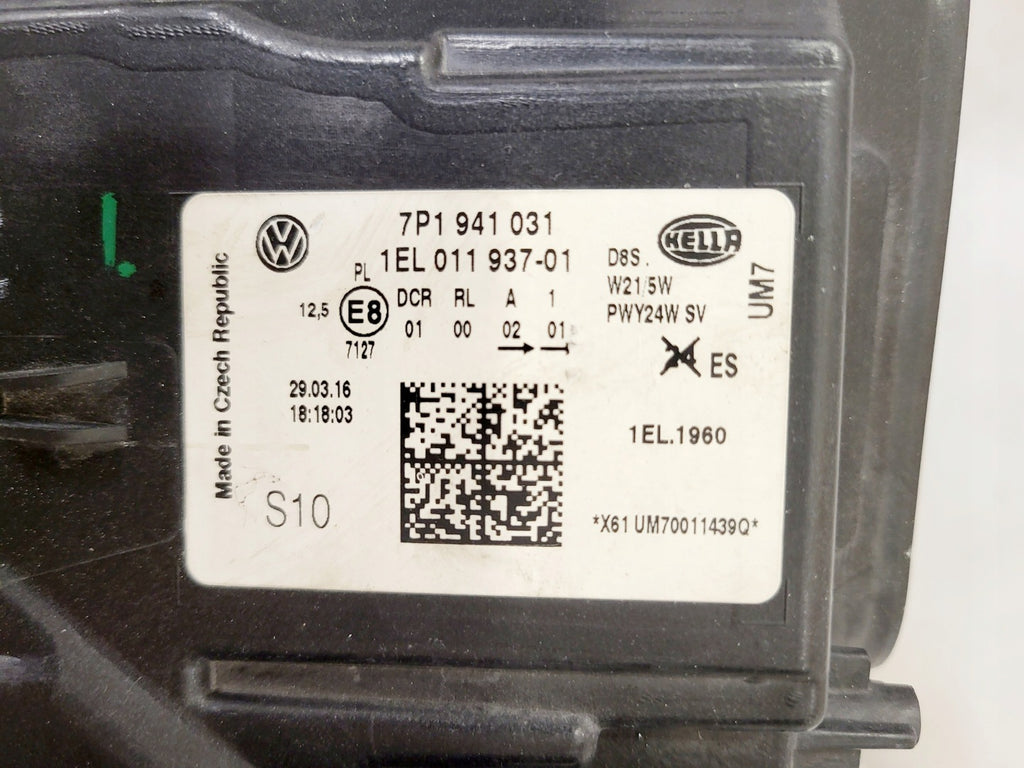 7P1 941 031
1EL 011 937-01
HELLA
D8S
W21/5W
PWY24W SV
UM7
PL
12,5
E8
7127
DCR RL A 1
01 00 02 01
24 ES
29.03.16
18:18:03
1EL.1960
S10
*X61 UM70011439Q*
Made in Czech Republic
1.